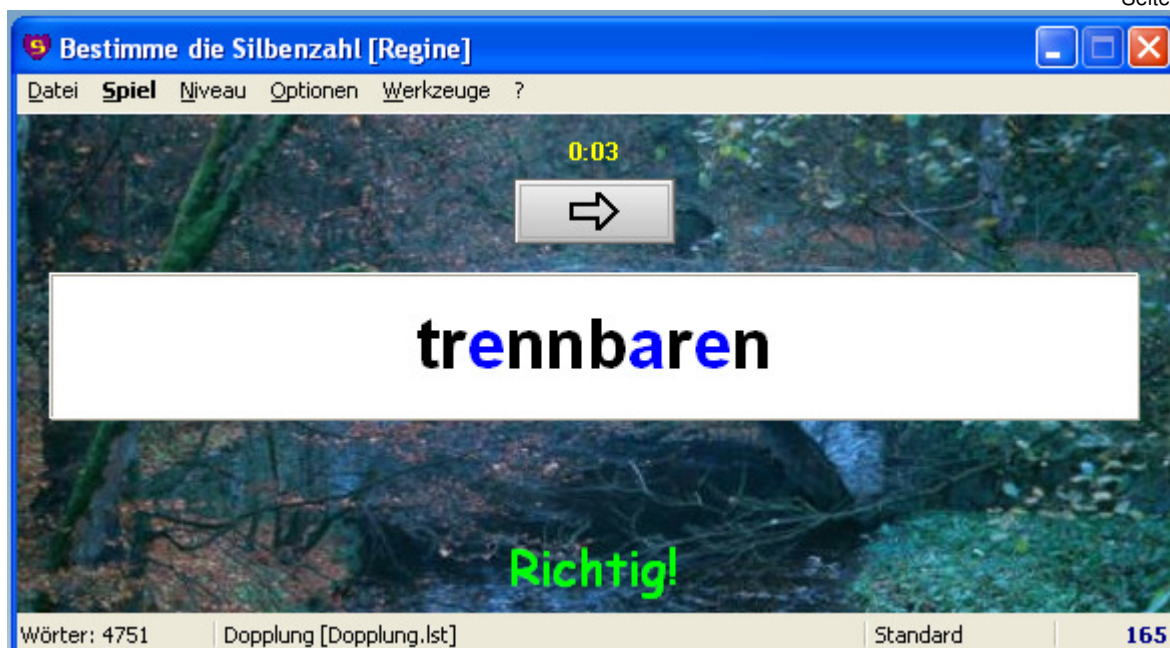 Seite
Bestimme die Silbenzahl [Regine]
Datei Spiel Niveau Optionen Werkzeuge ?
0:03
trennbaren
Richtig!
Wörter: 4751 Dopplung [Dopplung.lst] Standard 165